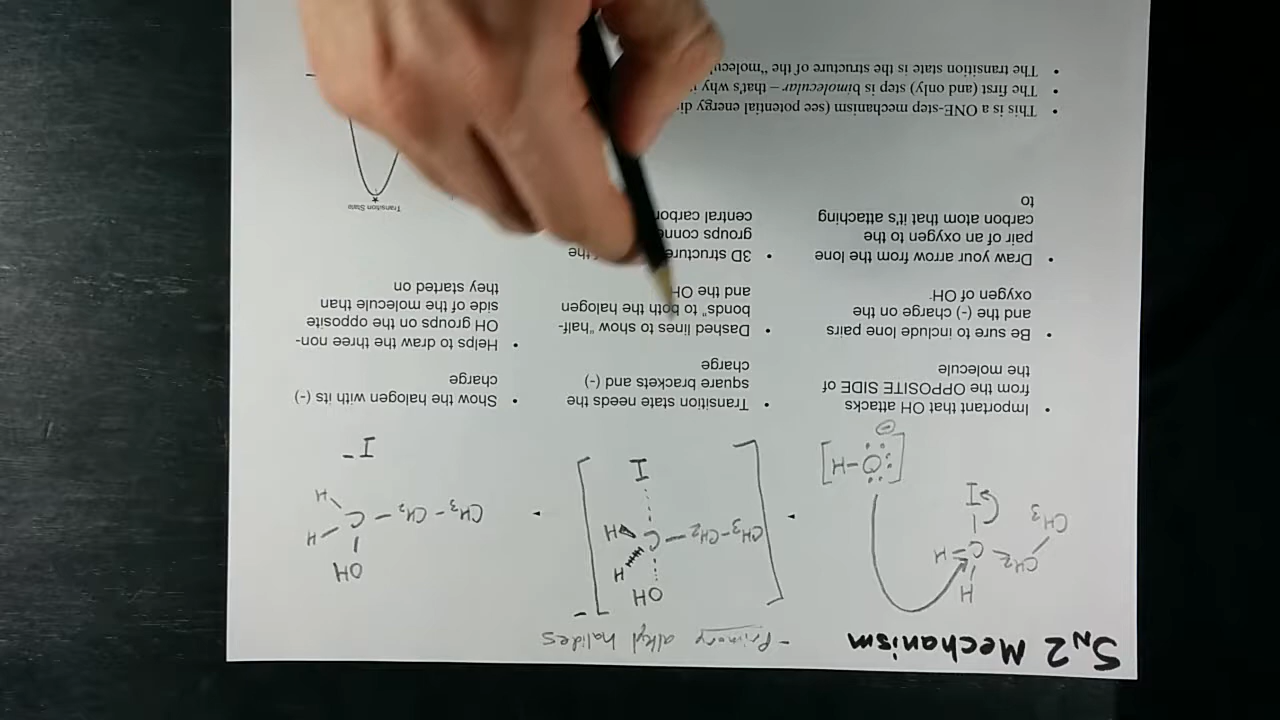 SN2 Mechanism
- Primary alkyl halides
H
CH₂ C H
CH₃ I
[:O-H]
⊖
OH
H
CH₃-CH₂-C H
I
-
OH
H
CH₃-CH₂-C
H
I⁻
• Important that OH attacks
from the OPPOSITE SIDE of
the molecule
• Be sure to include lone pairs
and the (-) charge on the
oxygen of OH-
• Draw your arrow from the lone
pair of an oxygen to the
carbon atom that it's attaching
to
• Transition state needs the
square brackets and (-)
charge
• Dashed lines to show "half-
bonds" to both the halogen
and the OH
• 3D structure the
groups
central
• Show the halogen with its (-)
charge
• Helps to draw the three non-
OH groups on the opposite
side of the molecule than
they started on
Transition State
• This is a ONE-step mechanism (see potential energy
• The first (and only) step is bimolecular – that's why
• The transition state is the structure of the